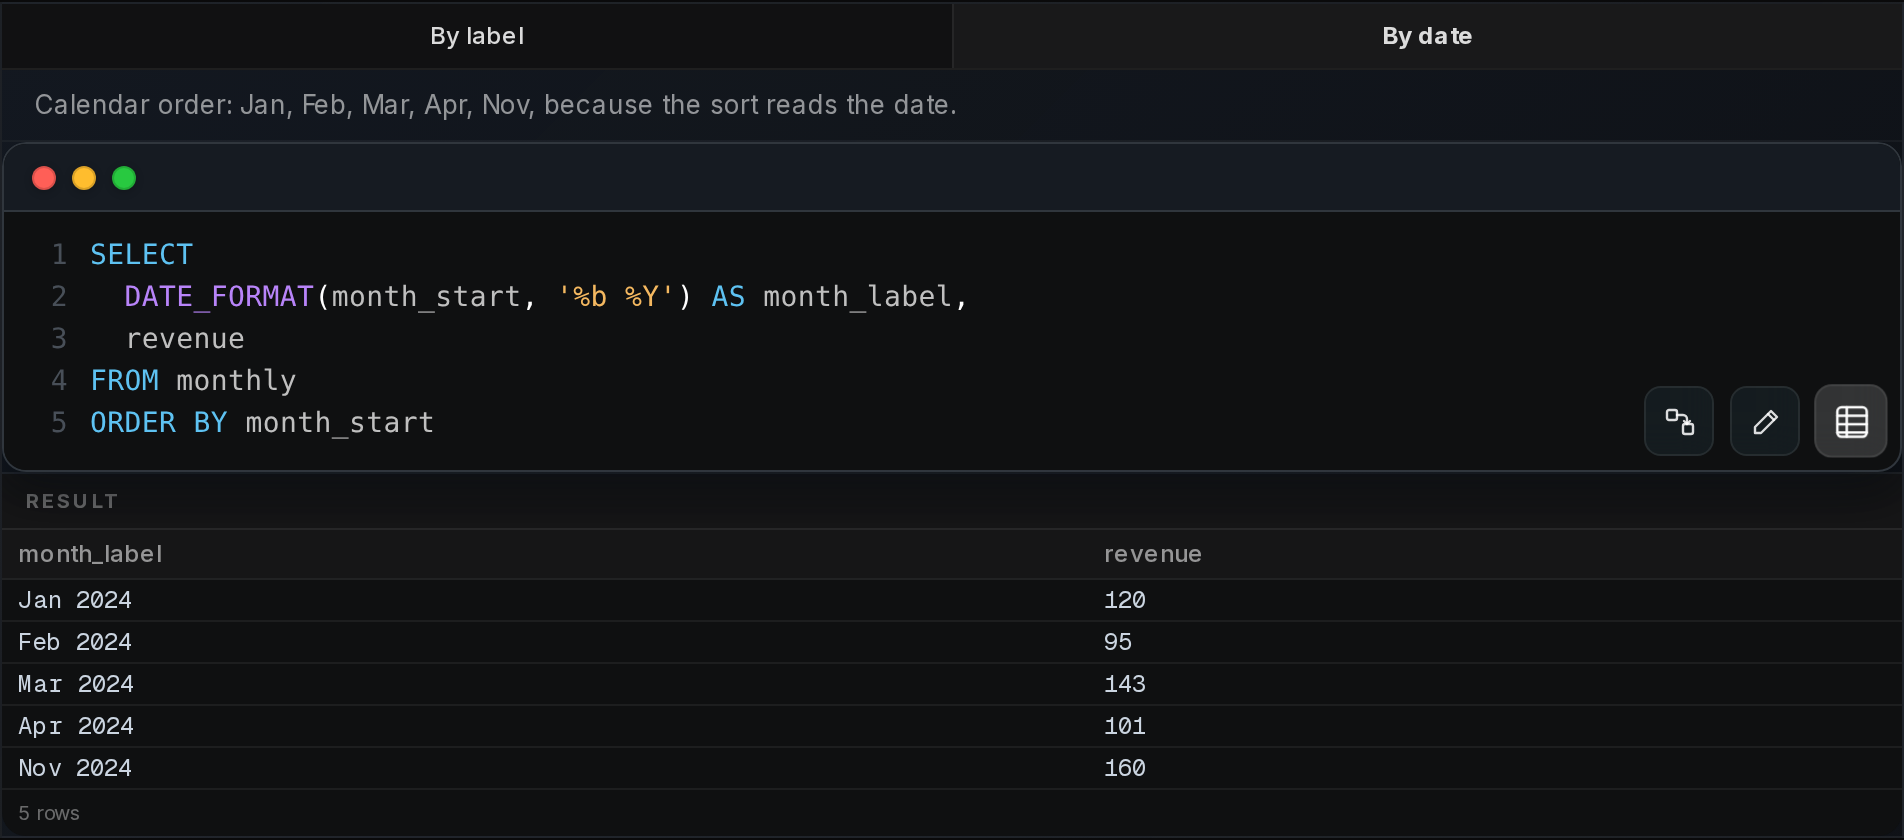 By label
By date
Calendar order: Jan, Feb, Mar, Apr, Nov, because the sort reads the date.
1 SELECT
2   DATE_FORMAT(month_start, '%b %Y') AS month_label,
3   revenue
4 FROM monthly
5 ORDER BY month_start
RESULT
month_label revenue
Jan 2024 120
Feb 2024 95
Mar 2024 143
Apr 2024 101
Nov 2024 160
5 rows